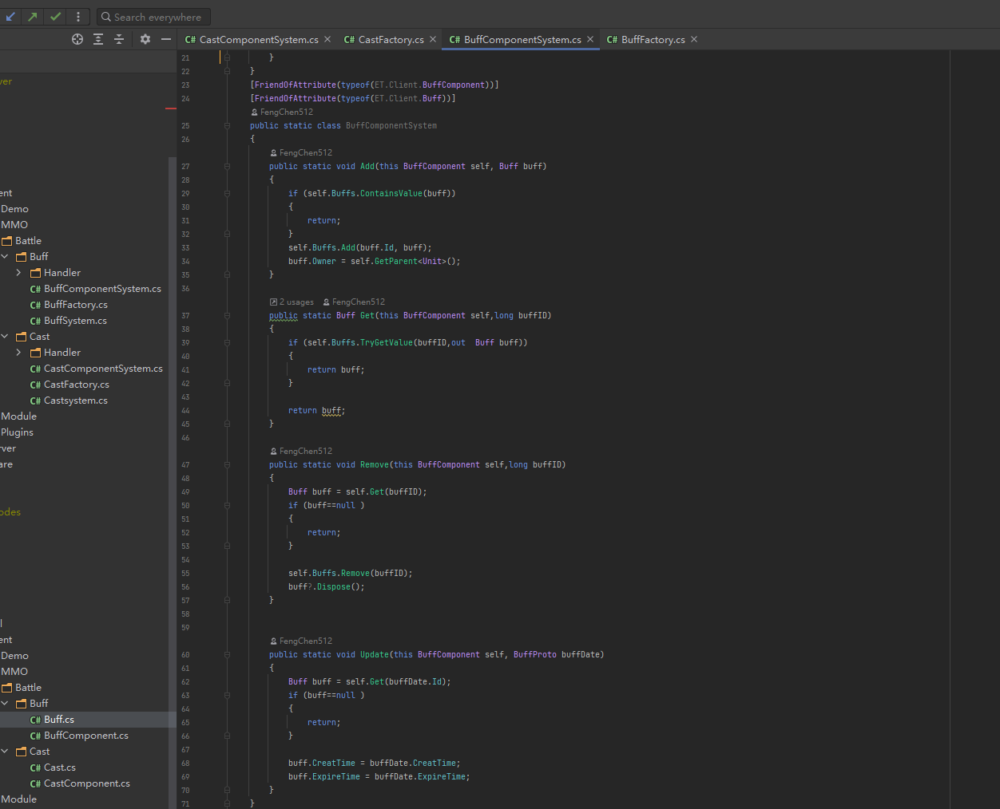 Search everywhere
CastComponentSystem.cs
CastFactory.cs
BuffComponentSystem.cs
BuffFactory.cs
ver
ent
Demo
MMO
Battle
Buff
Handler
BuffComponentSystem.cs
BuffFactory.cs
BuffSystem.cs
Cast
Handler
CastComponentSystem.cs
CastFactory.cs
Castsystem.cs
Module
Plugins
rver
are
odes
l
ent
Demo
MMO
Battle
Buff
Buff.cs
BuffComponent.cs
Cast
Cast.cs
CastComponent.cs
Module
21 }
22 }
23 [FriendOfAttribute(typeof(ET.Client.BuffComponent))]
24 [FriendOfAttribute(typeof(ET.Client.Buff))]
FengChen512
25 public static class BuffComponentSystem
26 {
FengChen512
27 public static void Add(this BuffComponent self, Buff buff)
28 {
29 if (self.Buffs.ContainsValue(buff))
30 {
31 return;
32 }
33 self.Buffs.Add(buff.Id, buff);
34 buff.Owner = self.GetParent<Unit>();
35 }
36
2 usages FengChen512
37 public static Buff Get(this BuffComponent self,long buffID)
38 {
39 if (self.Buffs.TryGetValue(buffID,out  Buff buff))
40 {
41 return buff;
42 }
43
44 return buff;
45 }
46
FengChen512
47 public static void Remove(this BuffComponent self,long buffID)
48 {
49 Buff buff = self.Get(buffID);
50 if (buff==null )
51 {
52 return;
53 }
54
55 self.Buffs.Remove(buffID);
56 buff?.Dispose();
57 }
58
59
FengChen512
60 public static void Update(this BuffComponent self, BuffProto buffDate)
61 {
62 Buff buff = self.Get(buffDate.Id);
63 if (buff==null )
64 {
65 return;
66 }
67
68 buff.CreatTime = buffDate.CreatTime;
69 buff.ExpireTime = buffDate.ExpireTime;
70 }
71 }